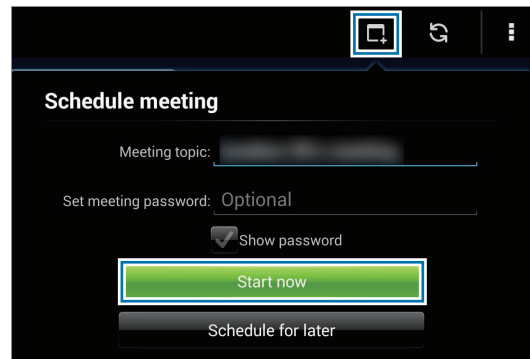 Schedule meeting
Meeting topic:
Set meeting password: Optional
Show password
Start now
Schedule for later